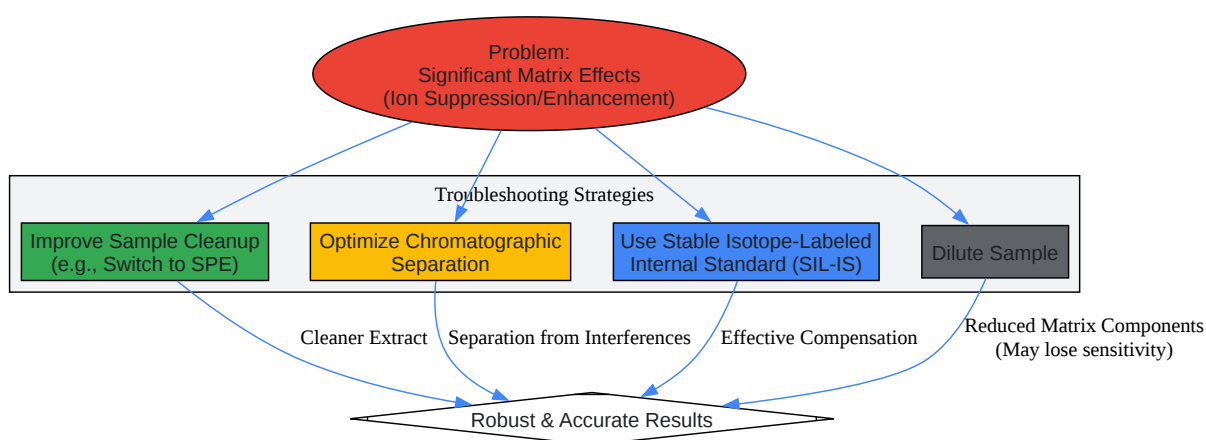 Problem:
Significant Matrix Effects
(Ion Suppression/Enhancement)
Troubleshooting Strategies
Improve Sample Cleanup
(e.g., Switch to SPE)
Optimize Chromatographic
Separation
Use Stable Isotope-Labeled
Internal Standard (SIL-IS)
Dilute Sample
Cleaner Extract
Separation from Interferences
Effective Compensation
Reduced Matrix Components
(May lose sensitivity)
Robust & Accurate Results